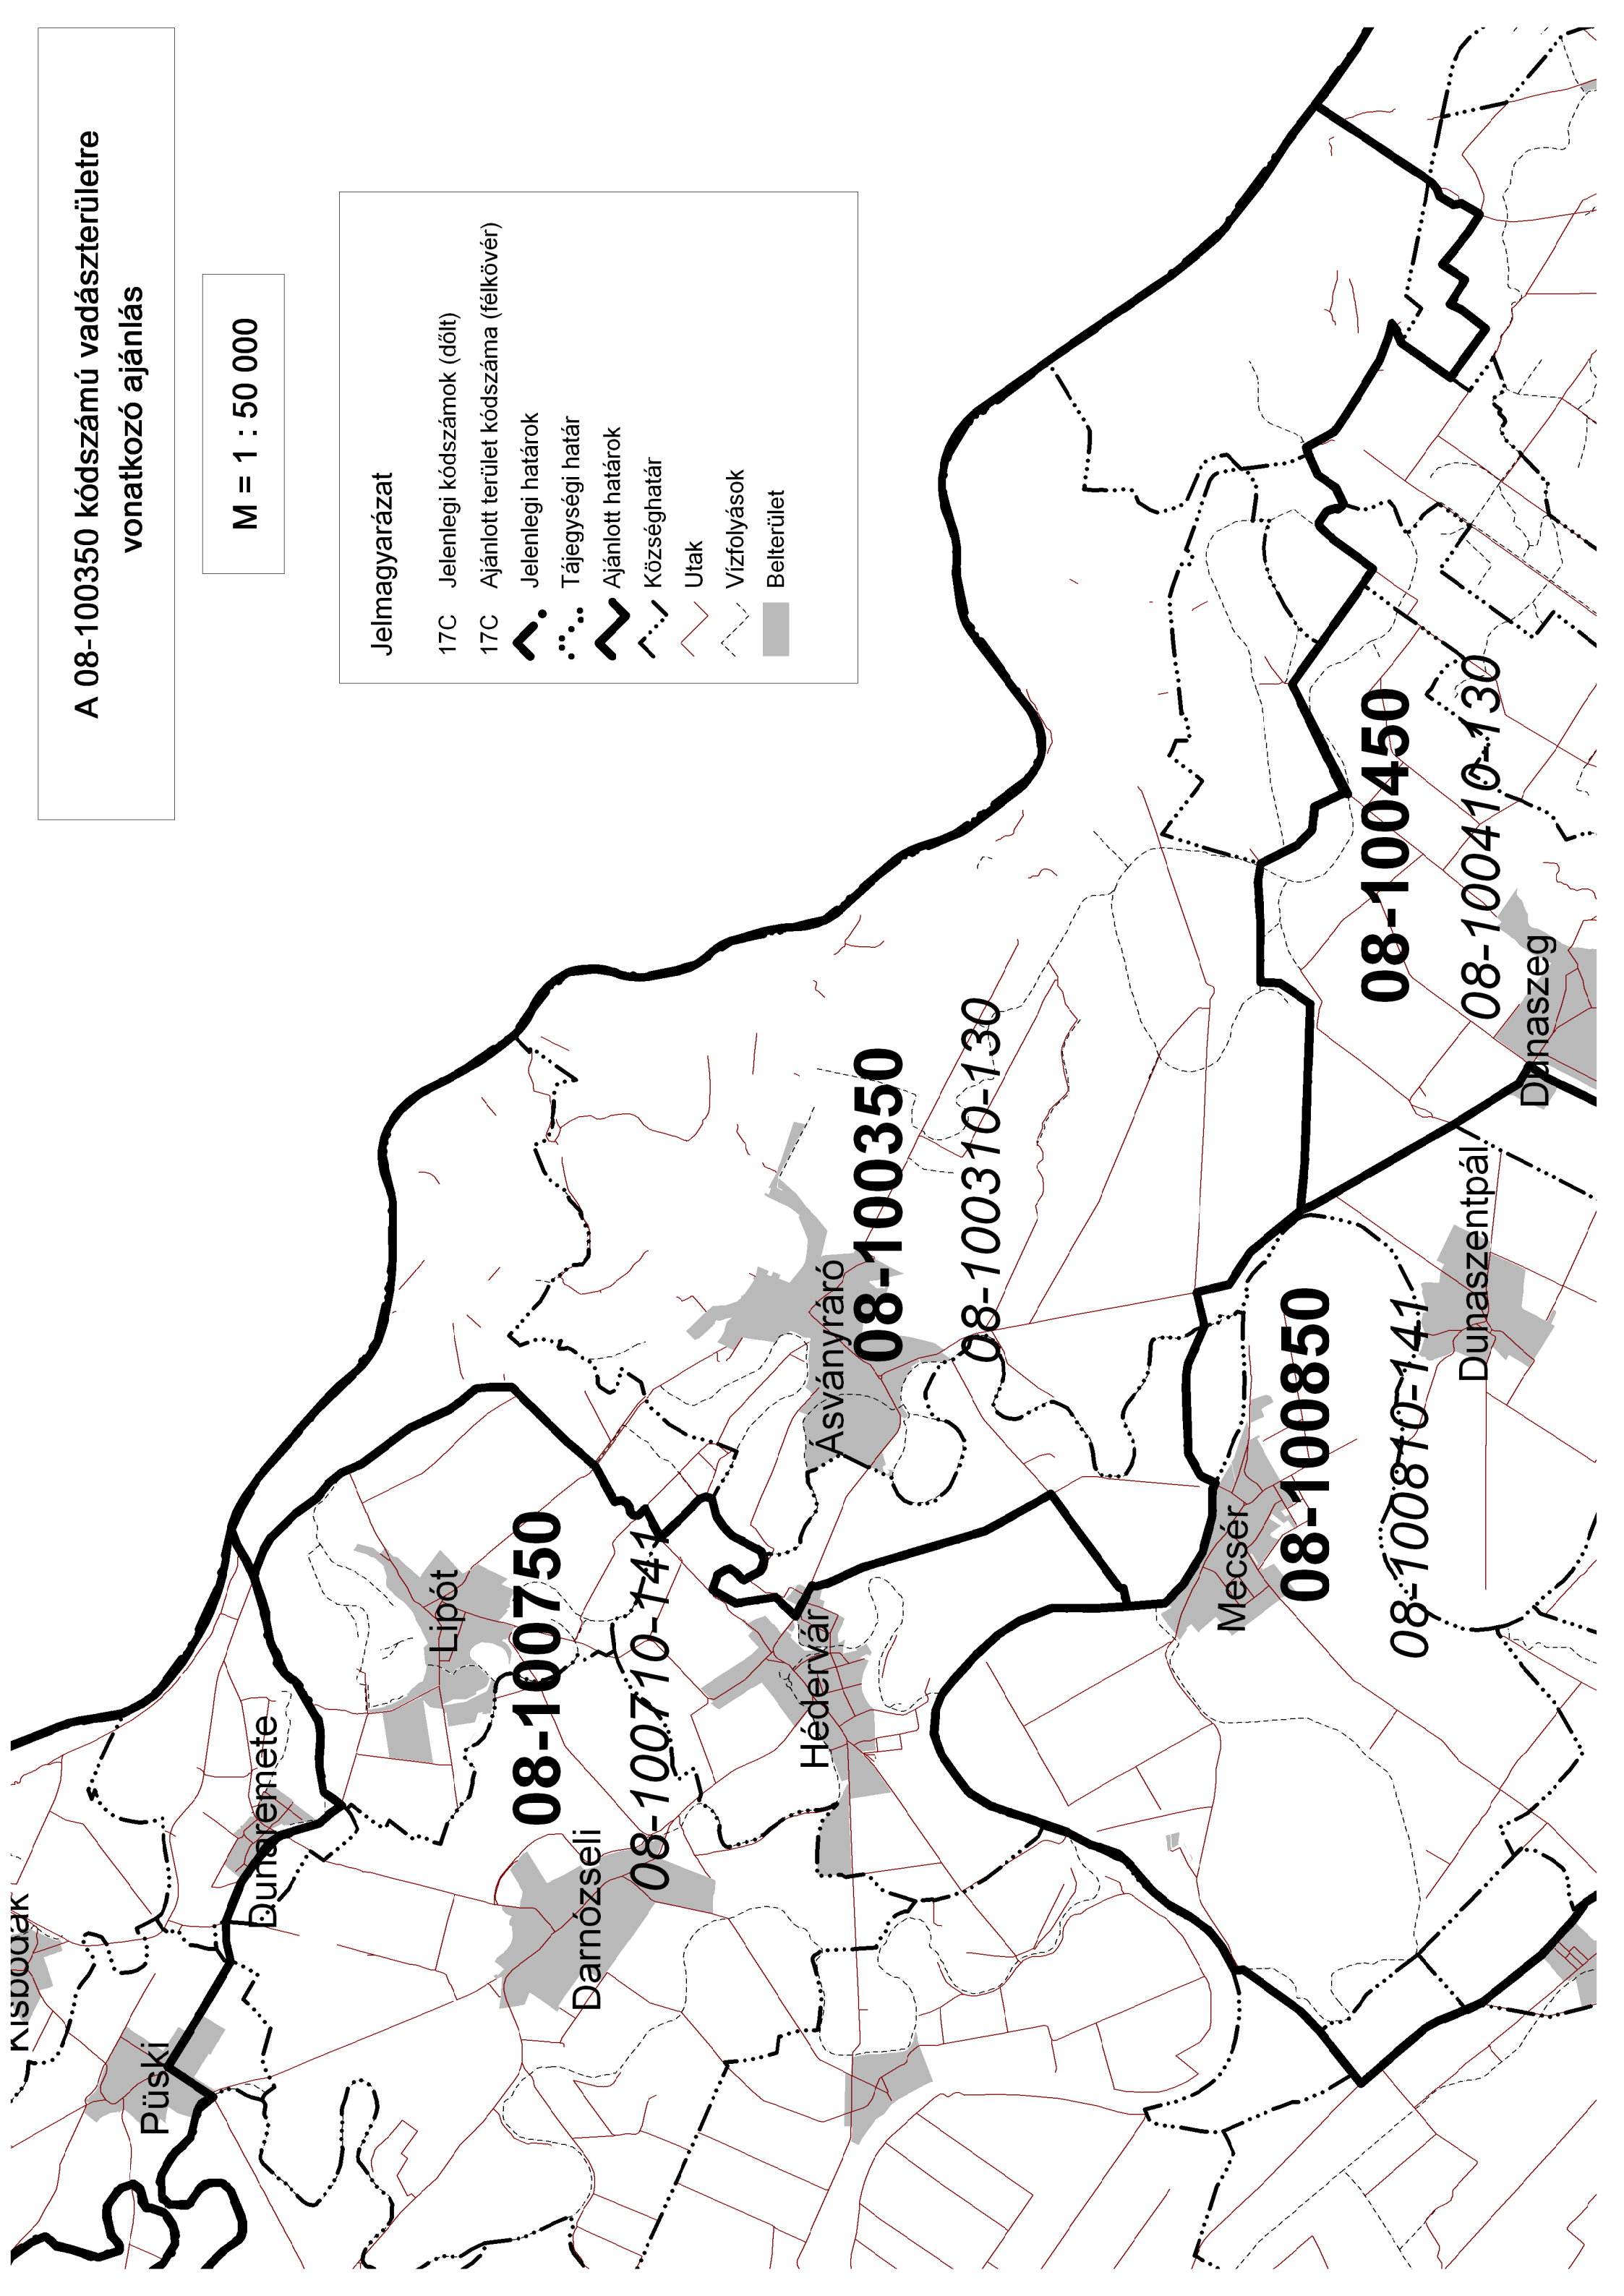 A 08-100350 kódszámú vadászterületre
vonatkozó ajánlás
M = 1 : 50 000
Jelmagyarázat
17C Jelenlegi kódszámok (dőlt)
17C Ajánlott terület kódszáma (félkövér)
Jelenlegi határok
Tájegységi határ
Ajánlott határok
Községhatár
Utak
Vízfolyások
Belterület
Kisbodak
Püski
Dunaremete
Lipót
08-100750
08-100710-141
Darnózseli
Hédervár
Ásványráró
08-100350
08-100310-130
Mecsér
08-100850
08-100810-141
08-100450
08-100410-130
Dunaszeg
Dunaszentpál